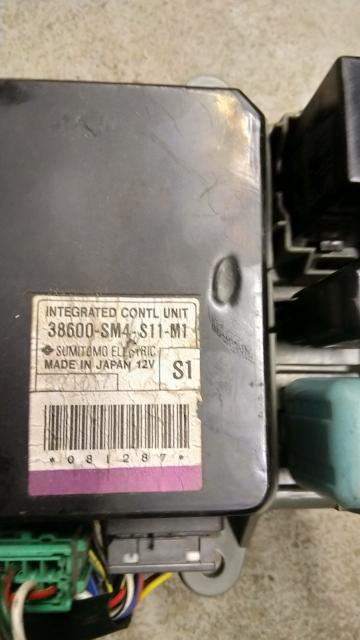 INTEGRATED CONTL UNIT
38600-SM4-S11-M1
SUMITOMO ELECTRIC
MADE IN JAPAN 12V
S1
*081287*